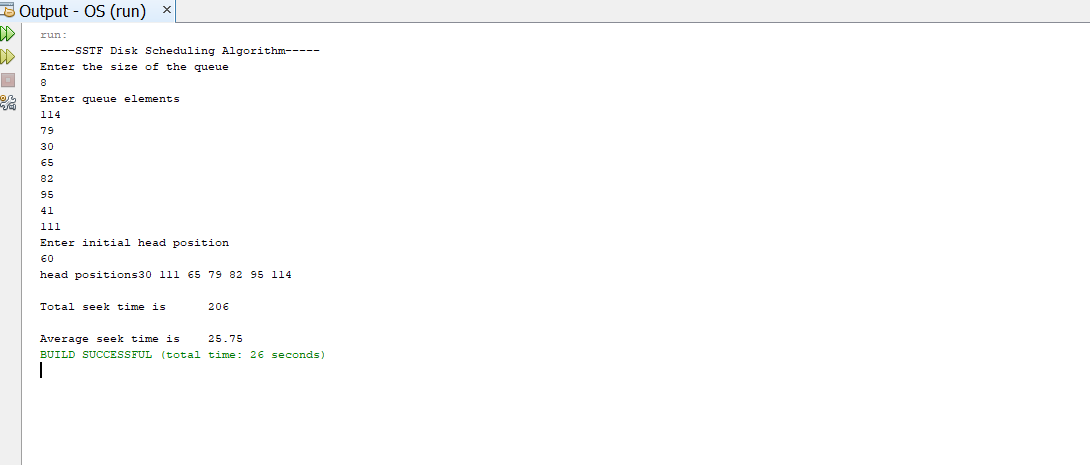 Output - OS (run)
run:
-----SSTF Disk Scheduling Algorithm-----
Enter the size of the queue
8
Enter queue elements
114
79
30
65
82
95
41
111
Enter initial head position
60
head positions30 111 65 79 82 95 114
Total seek time is 206
Average seek time is 25.75
BUILD SUCCESSFUL (total time: 26 seconds)